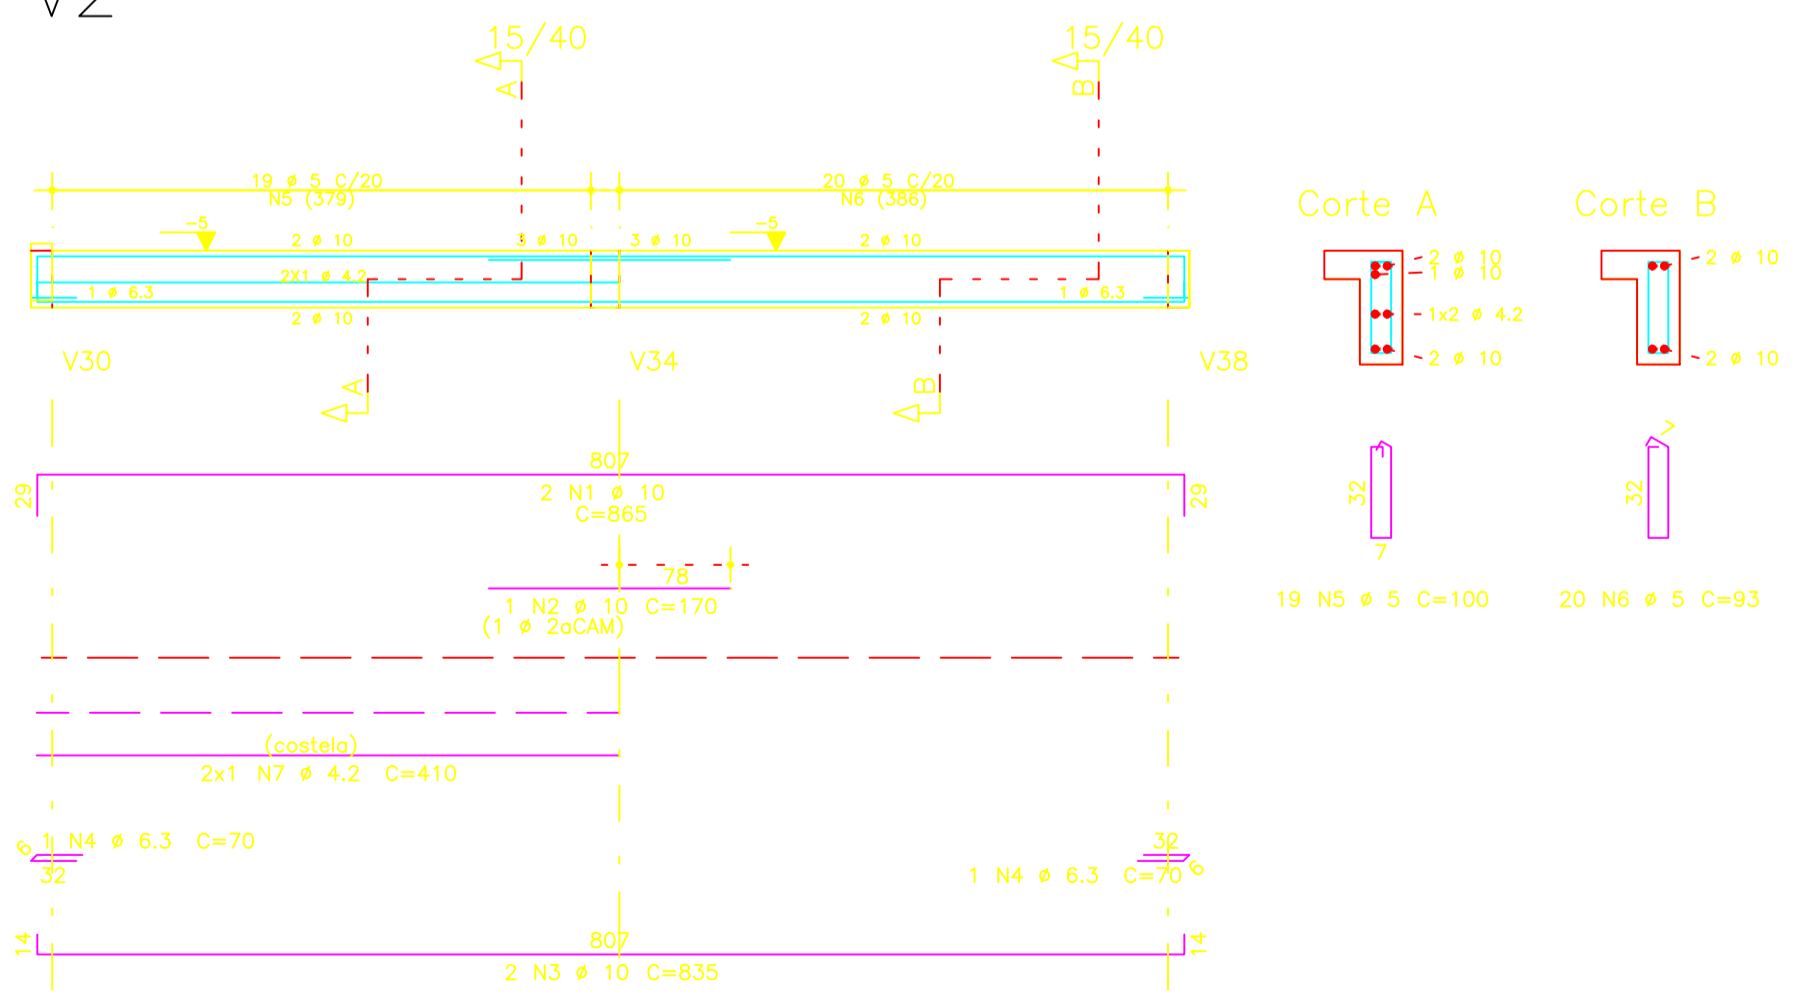 V2
15/40
15/40
A
B
19 ø 5 C/20
N5 (379)
20 ø 5 C/20
N6 (386)
-5
-5
2 ø 10
3 ø 10
3 ø 10
2 ø 10
2X1 ø 4.2
1 ø 6.3
1 ø 6.3
2 ø 10
2 ø 10
V30
V34
V38
A
B
Corte A
2 ø 10
1 ø 10
1x2 ø 4.2
2 ø 10
Corte B
2 ø 10
2 ø 10
807
29
29
2 N1 ø 10
C=865
32
7
19 N5 ø 5 C=100
7
32
20 N6 ø 5 C=93
78
1 N2 ø 10 C=170
(1 ø 2aCAM)
(costela)
2x1 N7 ø 4.2 C=410
1 N4 ø 6.3 C=70
6
32
32
1 N4 ø 6.3 C=70
6
14
807
14
2 N3 ø 10 C=835